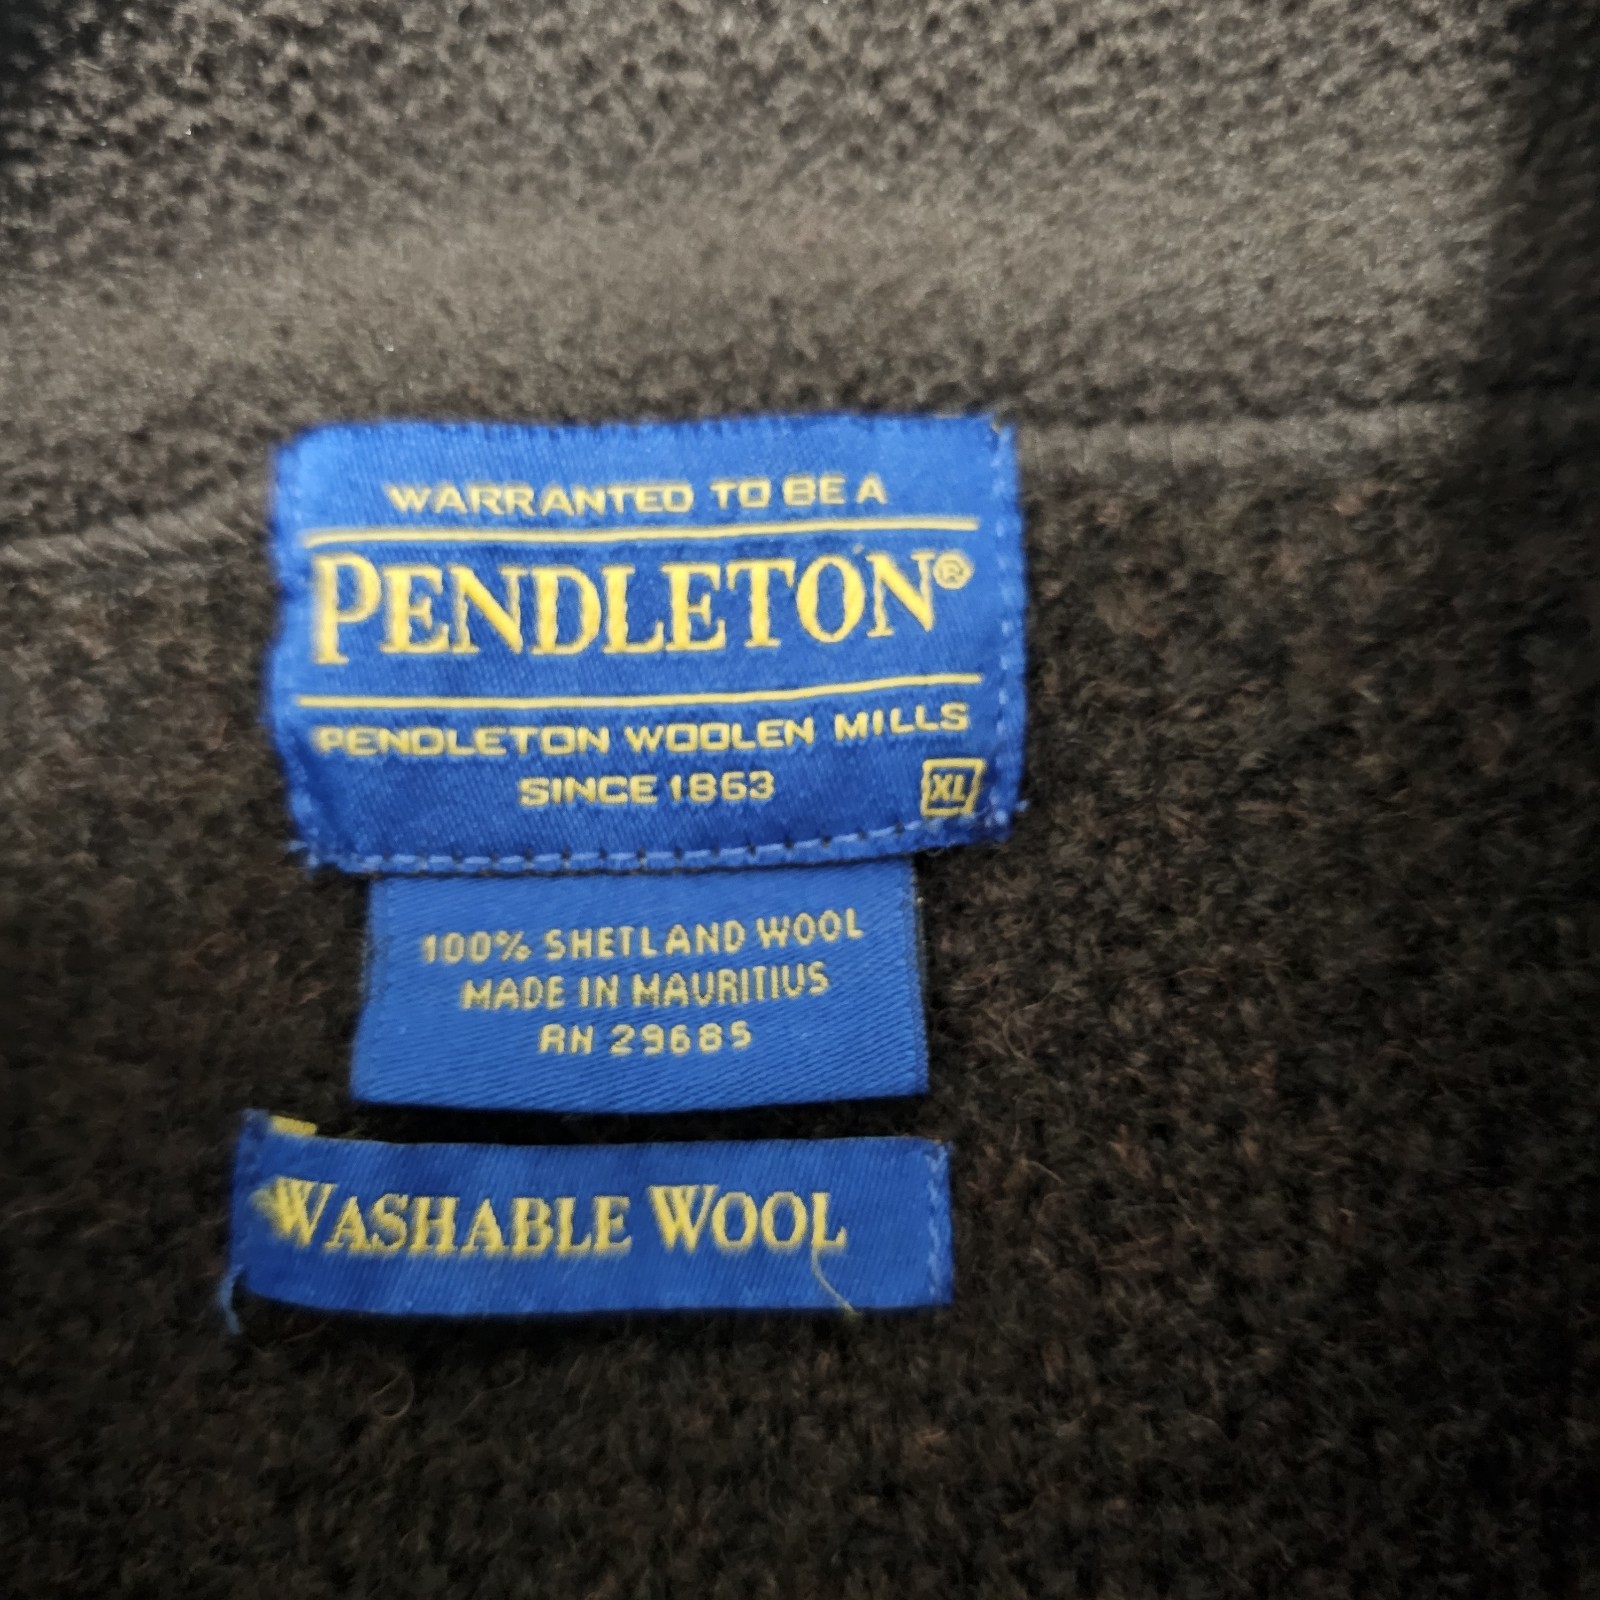 WARRANTED TO BE A
PENDLETON®
PENDLETON WOOLEN MILLS
SINCE 1863
XL
100% SHETLAND WOOL
MADE IN MAURITIUS
RN 29685
WASHABLE WOOL